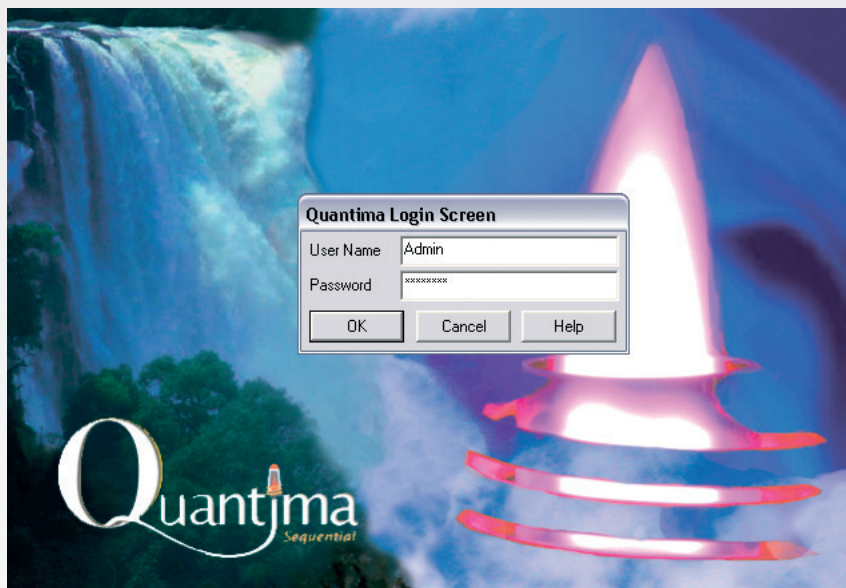 Quantima Login Screen
User Name Admin
Password ********
OK Cancel Help
Quantima
Sequential